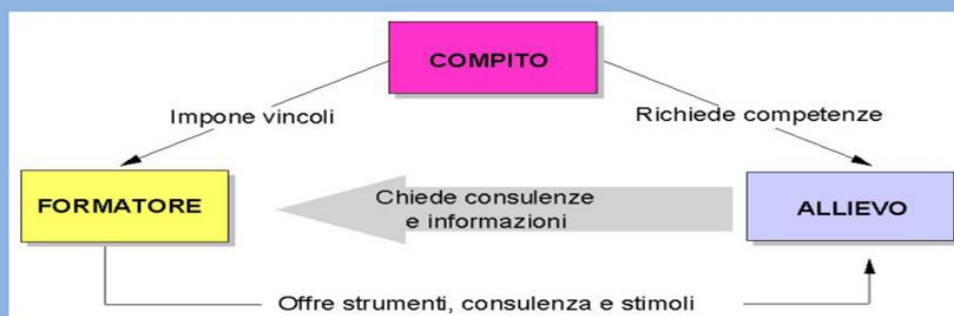 COMPITO
Impone vincoli
Richiede competenze
FORMATORE
Chiede consulenze
e informazioni
ALLIEVO
Offre strumenti, consulenza e stimoli